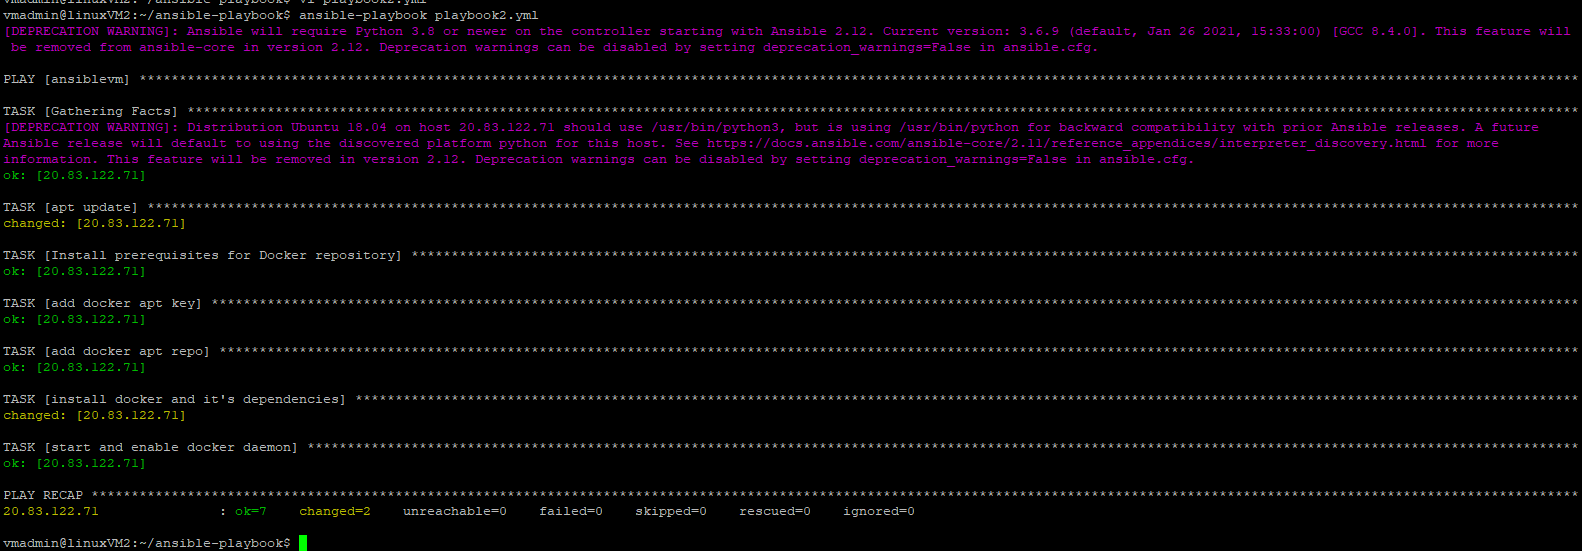 vmadmin@linuxVM2:~/ansible-playbook$ vi playbook2.yml
vmadmin@linuxVM2:~/ansible-playbook$ ansible-playbook playbook2.yml
[DEPRECATION WARNING]: Ansible will require Python 3.8 or newer on the controller starting with Ansible 2.12. Current version: 3.6.9 (default, Jan 26 2021, 15:33:00) [GCC 8.4.0]. This feature will
be removed from ansible-core in version 2.12. Deprecation warnings can be disabled by setting deprecation_warnings=False in ansible.cfg.
PLAY [ansiblevm] ****************************************************************************************************************************************************************************
TASK [Gathering Facts] **********************************************************************************************************************************************************************
[DEPRECATION WARNING]: Distribution Ubuntu 18.04 on host 20.83.122.71 should use /usr/bin/python3, but is using /usr/bin/python for backward compatibility with prior Ansible releases. A future
Ansible release will default to using the discovered platform python for this host. See https://docs.ansible.com/ansible-core/2.11/reference_appendices/interpreter_discovery.html for more
information. This feature will be removed in version 2.12. Deprecation warnings can be disabled by setting deprecation_warnings=False in ansible.cfg.
ok: [20.83.122.71]
TASK [apt update] ***************************************************************************************************************************************************************************
changed: [20.83.122.71]
TASK [Install prerequisites for Docker repository] ******************************************************************************************************************************************
ok: [20.83.122.71]
TASK [add docker apt key] *******************************************************************************************************************************************************************
ok: [20.83.122.71]
TASK [add docker apt repo] ******************************************************************************************************************************************************************
ok: [20.83.122.71]
TASK [install docker and it's dependencies] *************************************************************************************************************************************************
changed: [20.83.122.71]
TASK [start and enable docker daemon] *******************************************************************************************************************************************************
ok: [20.83.122.71]
PLAY RECAP **********************************************************************************************************************************************************************************
20.83.122.71 : ok=7 changed=2 unreachable=0 failed=0 skipped=0 rescued=0 ignored=0
vmadmin@linuxVM2:~/ansible-playbook$